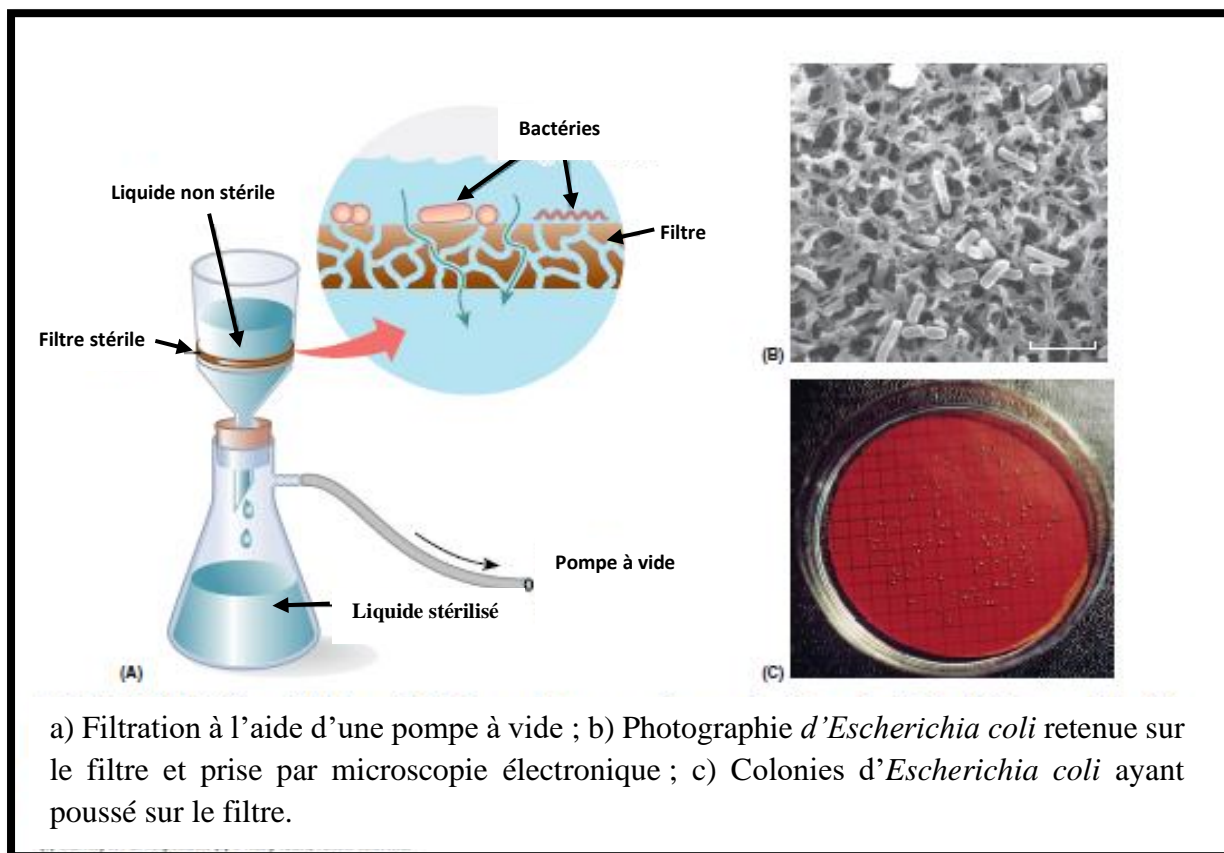 Bactéries
Liquide non stérile
Filtre
Filtre stérile
(B)
Pompe à vide
Liquide stérilisé
(A)
(C)
a) Filtration à l’aide d’une pompe à vide ; b) Photographie d’Escherichia coli retenue sur
le filtre et prise par microscopie électronique ; c) Colonies d’Escherichia coli ayant
poussé sur le filtre.